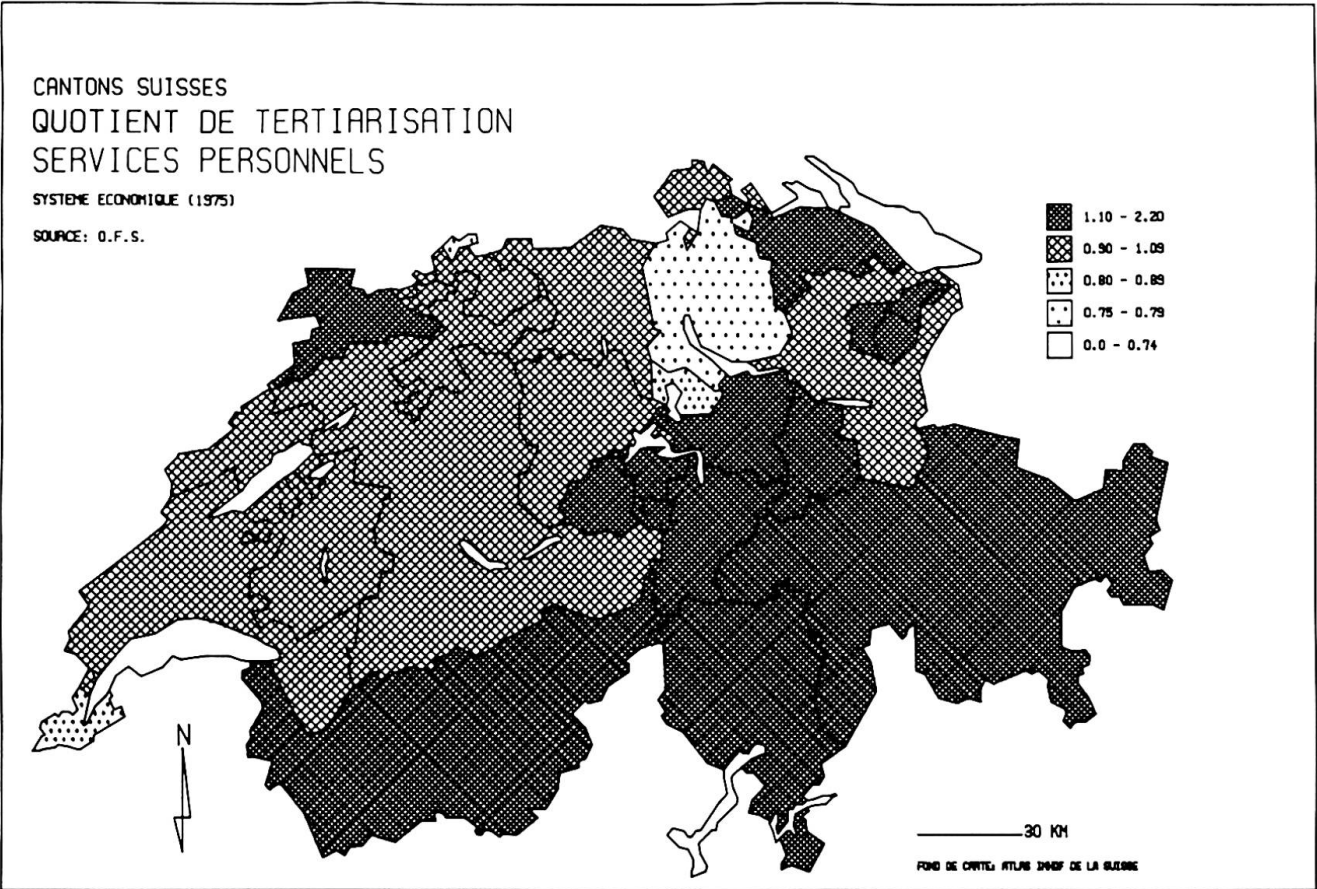 CANTONS SUISSES
QUOTIENT DE TERTIARISATION
SERVICES PERSONNELS
SYSTEME ECONOMIQUE (1975)
SOURCE: O.F.S.
1.10 - 2.20
0.90 - 1.09
0.80 - 0.89
0.75 - 0.79
0.0 - 0.74
N
30 KM
FOND DE CARTE: ATLAS IMHOF DE LA SUISSE